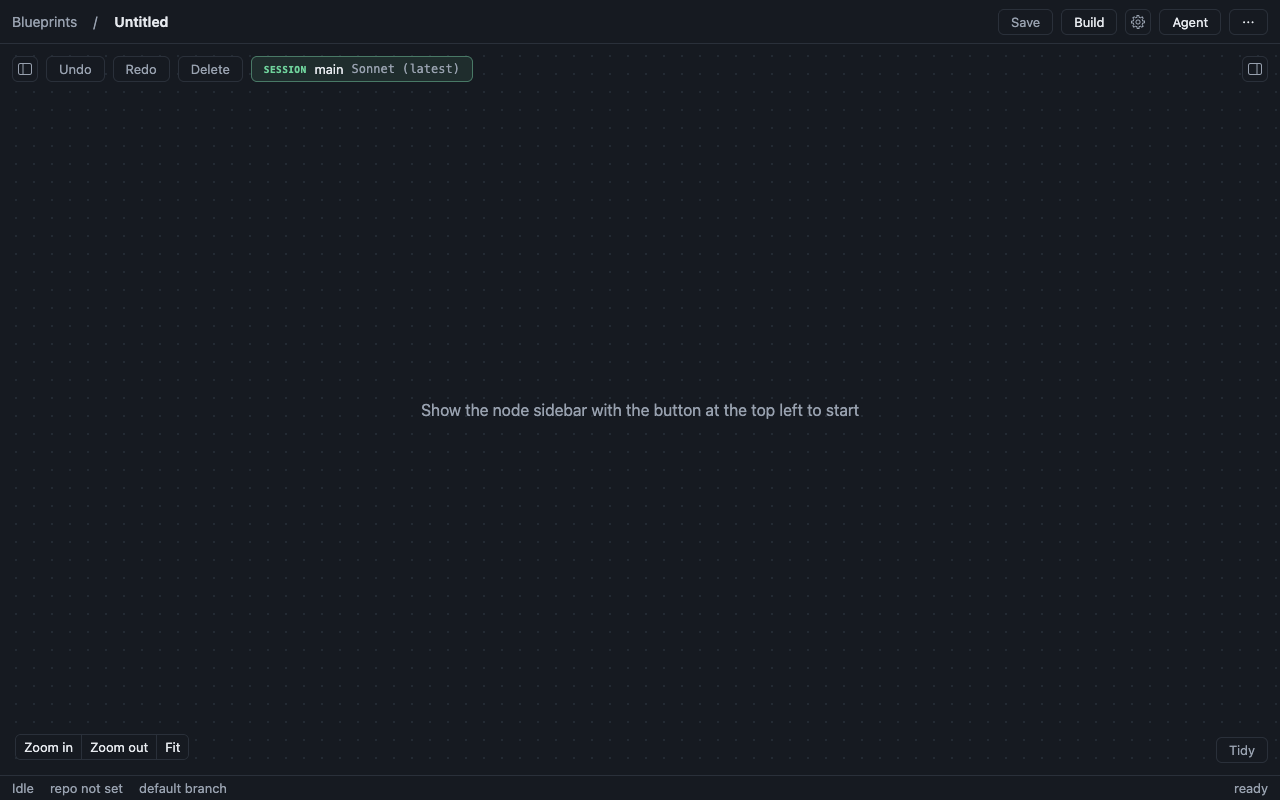 Blueprints / Untitled
Save Build Agent ···
Undo Redo Delete SESSION main Sonnet (latest)
Show the node sidebar with the button at the top left to start
Zoom in Zoom out Fit
Tidy
Idle repo not set default branch ready